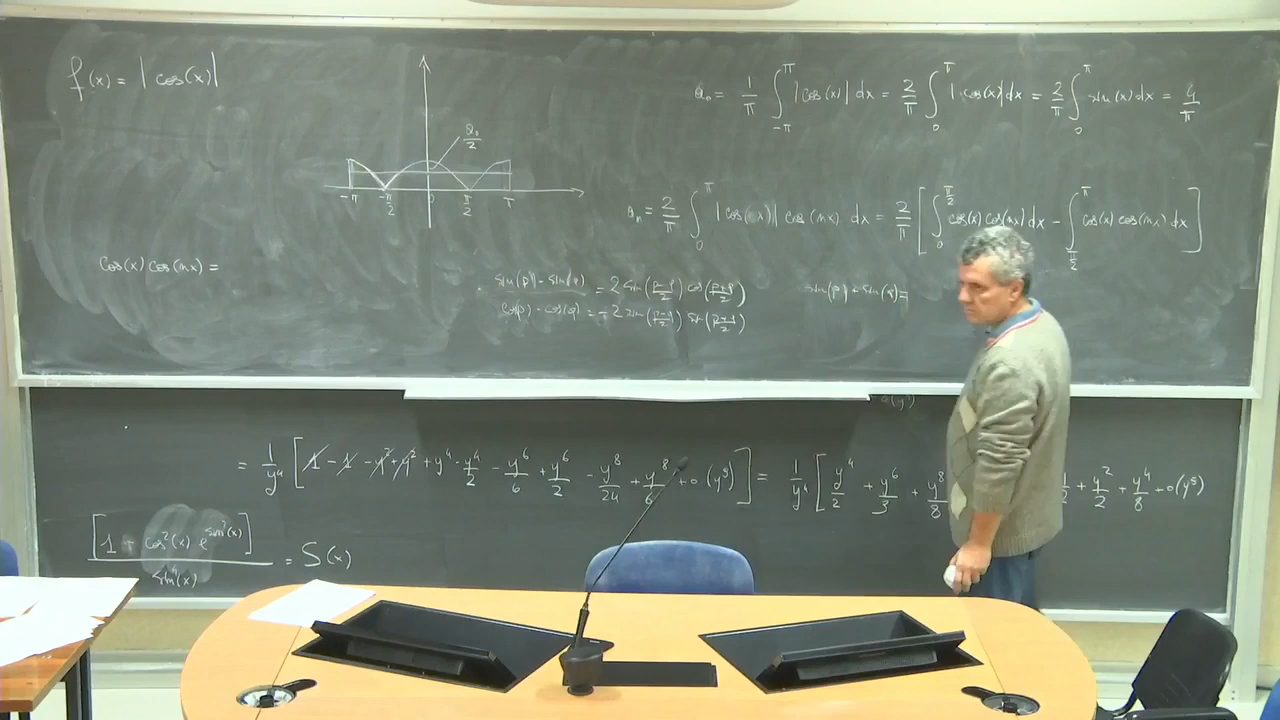 f(x) = | cos(x)|
a₀ = 1/π ∫_{-π}^{π} |cos(x)| dx = 2/π ∫_0^π |cos(x)| dx = 2/π ∫_0^π sin(x) dx = 4/π
a₀/2
-π -π/2 0 π/2 π
aₙ = 2/π ∫_0^π |cos(x)| cos(nx) dx = 2/π [ ∫_0^{π/2} cos(x) cos(nx) dx - ∫_{π/2}^π cos(x) cos(nx) dx ]
cos(x) cos(nx) =
sin(p) - sin(q) = 2 sin((p-q)/2) cos((p+q)/2)
sin(p) + sin(q) =
cos(p) - cos(q) = -2 sin((p-q)/2) sin((p+q)/2)
= 1/y⁴ [ 1 - 1 - y² + y² + y⁴ - y⁴/2 - y⁶/6 + y⁶/2 - y⁸/24 + y⁸/6 + o(y⁸) ] = 1/y⁴ [ y⁴/2 + y⁶/3 + y⁸/8
/2 + y²/2 + y⁴/8 + o(y⁸)
[1 - cos²(x) e^{sin²(x)}] / sin⁴(x) = S(x)